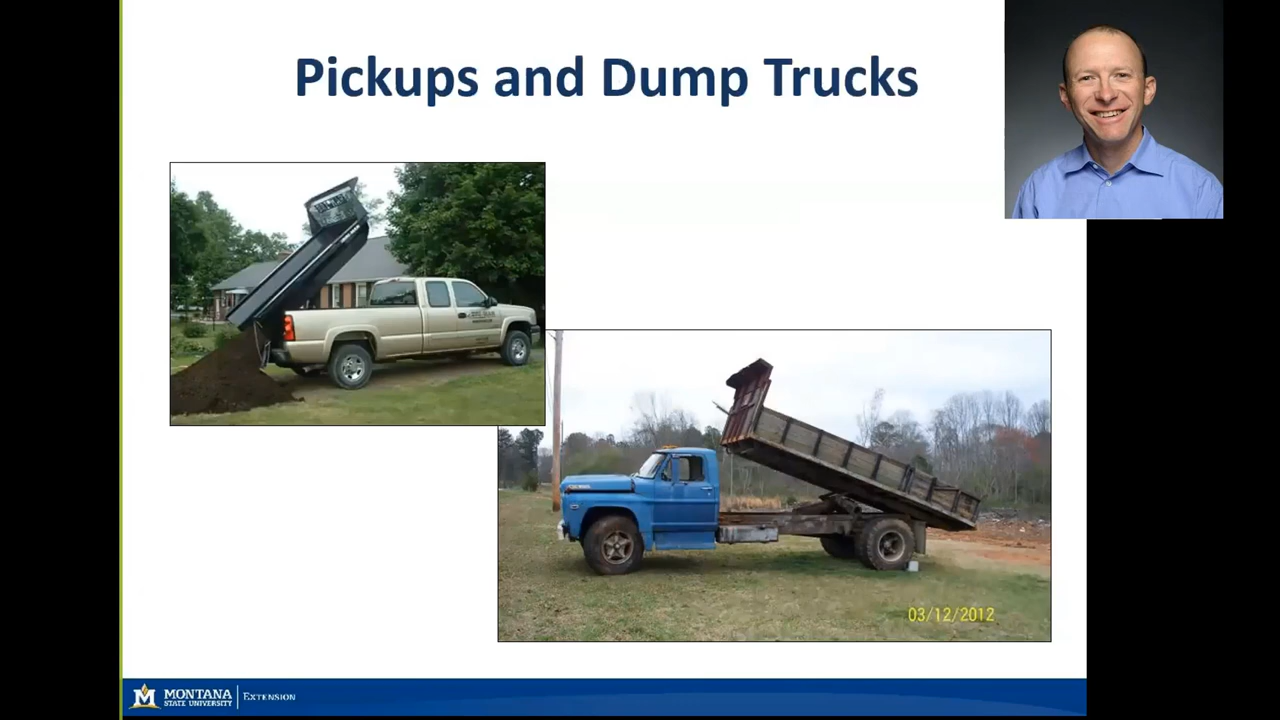 Pickups and Dump Trucks
03/12/2012
MONTANA
STATE UNIVERSITY
EXTENSION